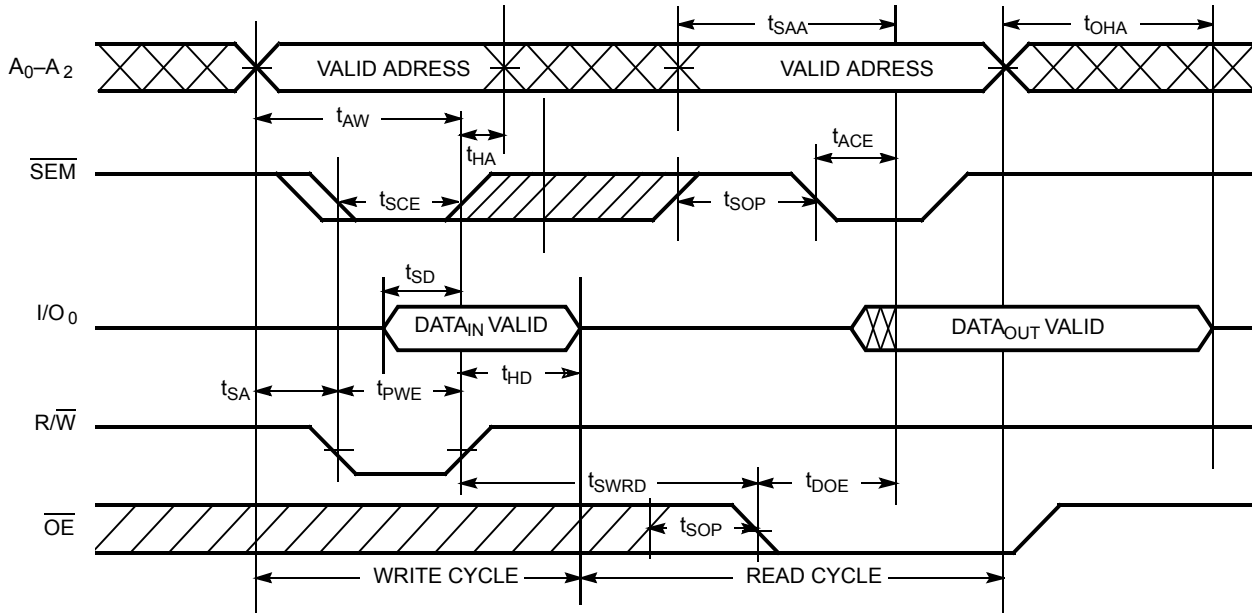 tSAA
tOHA
A0–A2
VALID ADRESS
VALID ADRESS
tAW
tHA
tACE
SEM
tSCE
tSOP
tSD
I/O0
DATAIN VALID
DATAOUT VALID
tSA
tPWE
tHD
R/W
tSWRD
tDOE
OE
tSOP
WRITE CYCLE
READ CYCLE